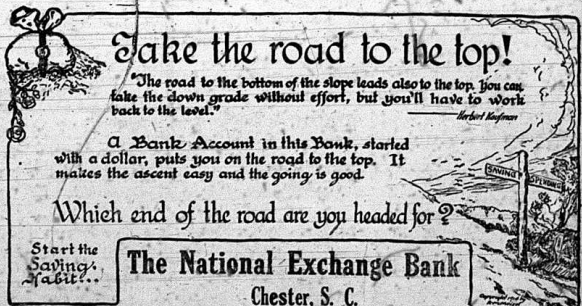 Take the road to the top!
"The road to the bottom of the slope leads also to the top. You can
take the down grade without effort, but you'll have to work
back to the level."
Herbert Kaufman
A Bank Account in this Bank, started
with a dollar, puts you on the road to the top. It
makes the ascent easy and the going is good.
SAVING SPENDING
Which end of the road are you headed for?
Start the
Saving
Habit...
The National Exchange Bank
Chester, S. C.